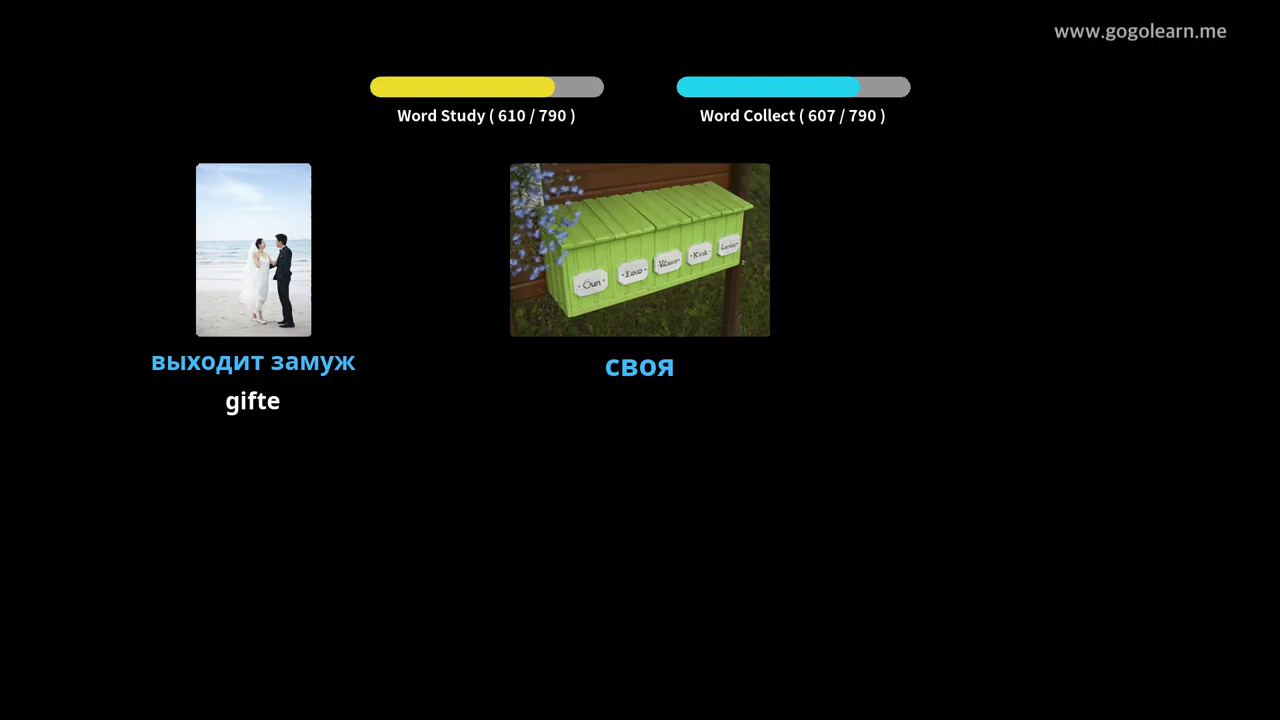 www.gogolearn.me
Word Study ( 610 / 790 )
Word Collect ( 607 / 790 )
выходит замуж
gifte
своя